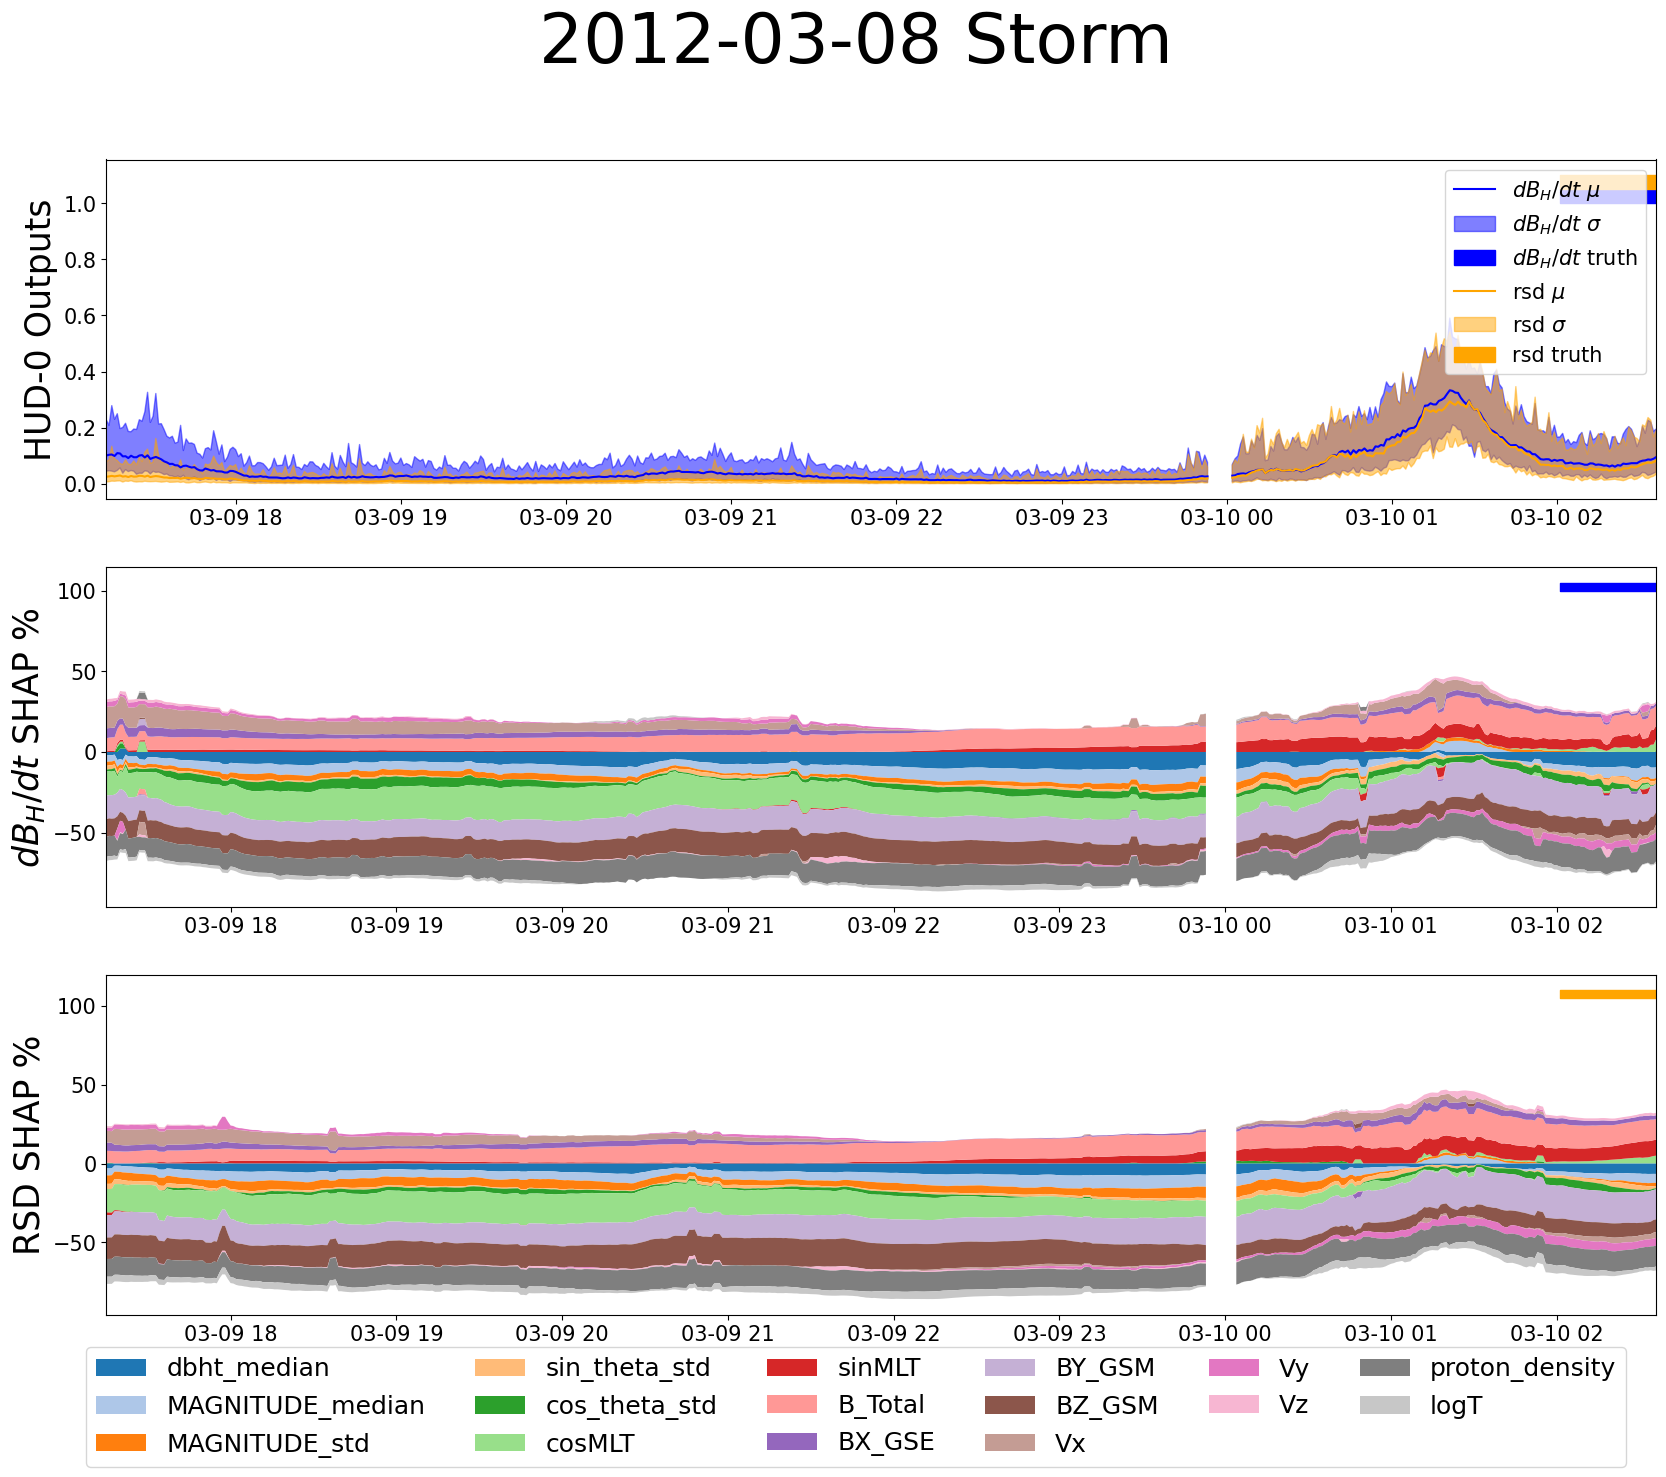 2012-03-08 Storm
HUD-0 Outputs
1.0
0.8
0.6
0.4
0.2
0.0
dB_H/dt μ
dB_H/dt σ
dB_H/dt truth
rsd μ
rsd σ
rsd truth
03-09 18 03-09 19 03-09 20 03-09 21 03-09 22 03-09 23 03-10 00 03-10 01 03-10 02
dB_H/dt SHAP %
100
50
0
−50
03-09 18 03-09 19 03-09 20 03-09 21 03-09 22 03-09 23 03-10 00 03-10 01 03-10 02
RSD SHAP %
100
50
0
−50
03-09 18 03-09 19 03-09 20 03-09 21 03-09 22 03-09 23 03-10 00 03-10 01 03-10 02
dbht_median sin_theta_std sinMLT BY_GSM Vy proton_density
MAGNITUDE_median cos_theta_std B_Total BZ_GSM Vz logT
MAGNITUDE_std cosMLT BX_GSE Vx